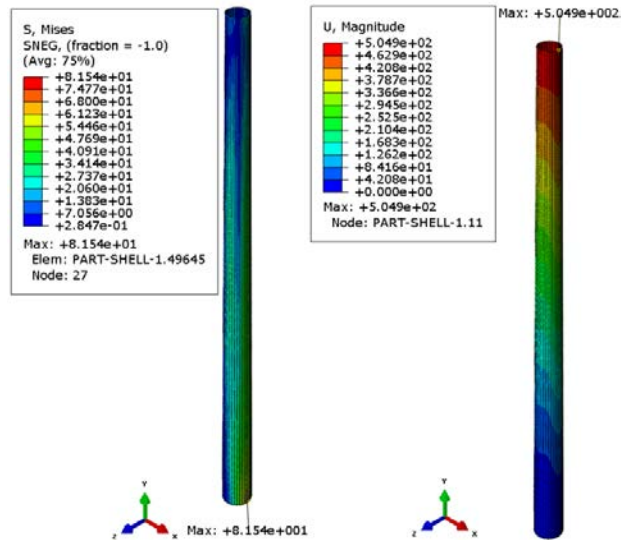 S, Mises
SNEG, (fraction = -1.0)
(Avg: 75%)
+8.154e+01
+7.477e+01
+6.800e+01
+6.123e+01
+5.446e+01
+4.769e+01
+4.091e+01
+3.414e+01
+2.737e+01
+2.060e+01
+1.383e+01
+7.056e+00
+2.847e-01
Max: +8.154e+01
Elem: PART-SHELL-1.49645
Node: 27
Y
Z
X
Max: +8.154e+001
U, Magnitude
+5.049e+02
+4.629e+02
+4.208e+02
+3.787e+02
+3.366e+02
+2.945e+02
+2.525e+02
+2.104e+02
+1.683e+02
+1.262e+02
+8.416e+01
+4.208e+01
+0.000e+00
Max: +5.049e+02
Node: PART-SHELL-1.11
Max: +5.049e+002
Y
Z
X